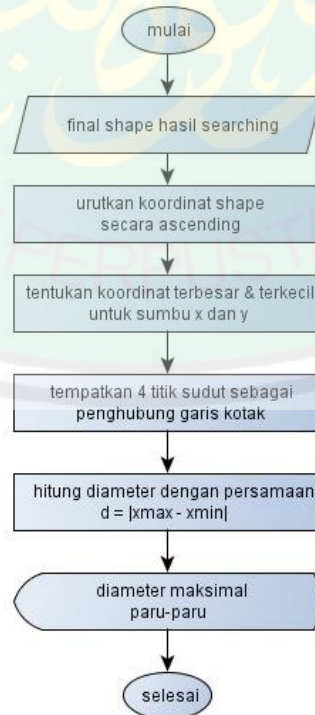 mulai
final shape hasil searching
urutkan koordinat shape
secara ascending
tentukan koordinat terbesar & terkecil
untuk sumbu x dan y
tempatkan 4 titik sudut sebagai
penghubung garis kotak
hitung diameter dengan persamaan
d = |xmax - xmin|
diameter maksimal
paru-paru
selesai